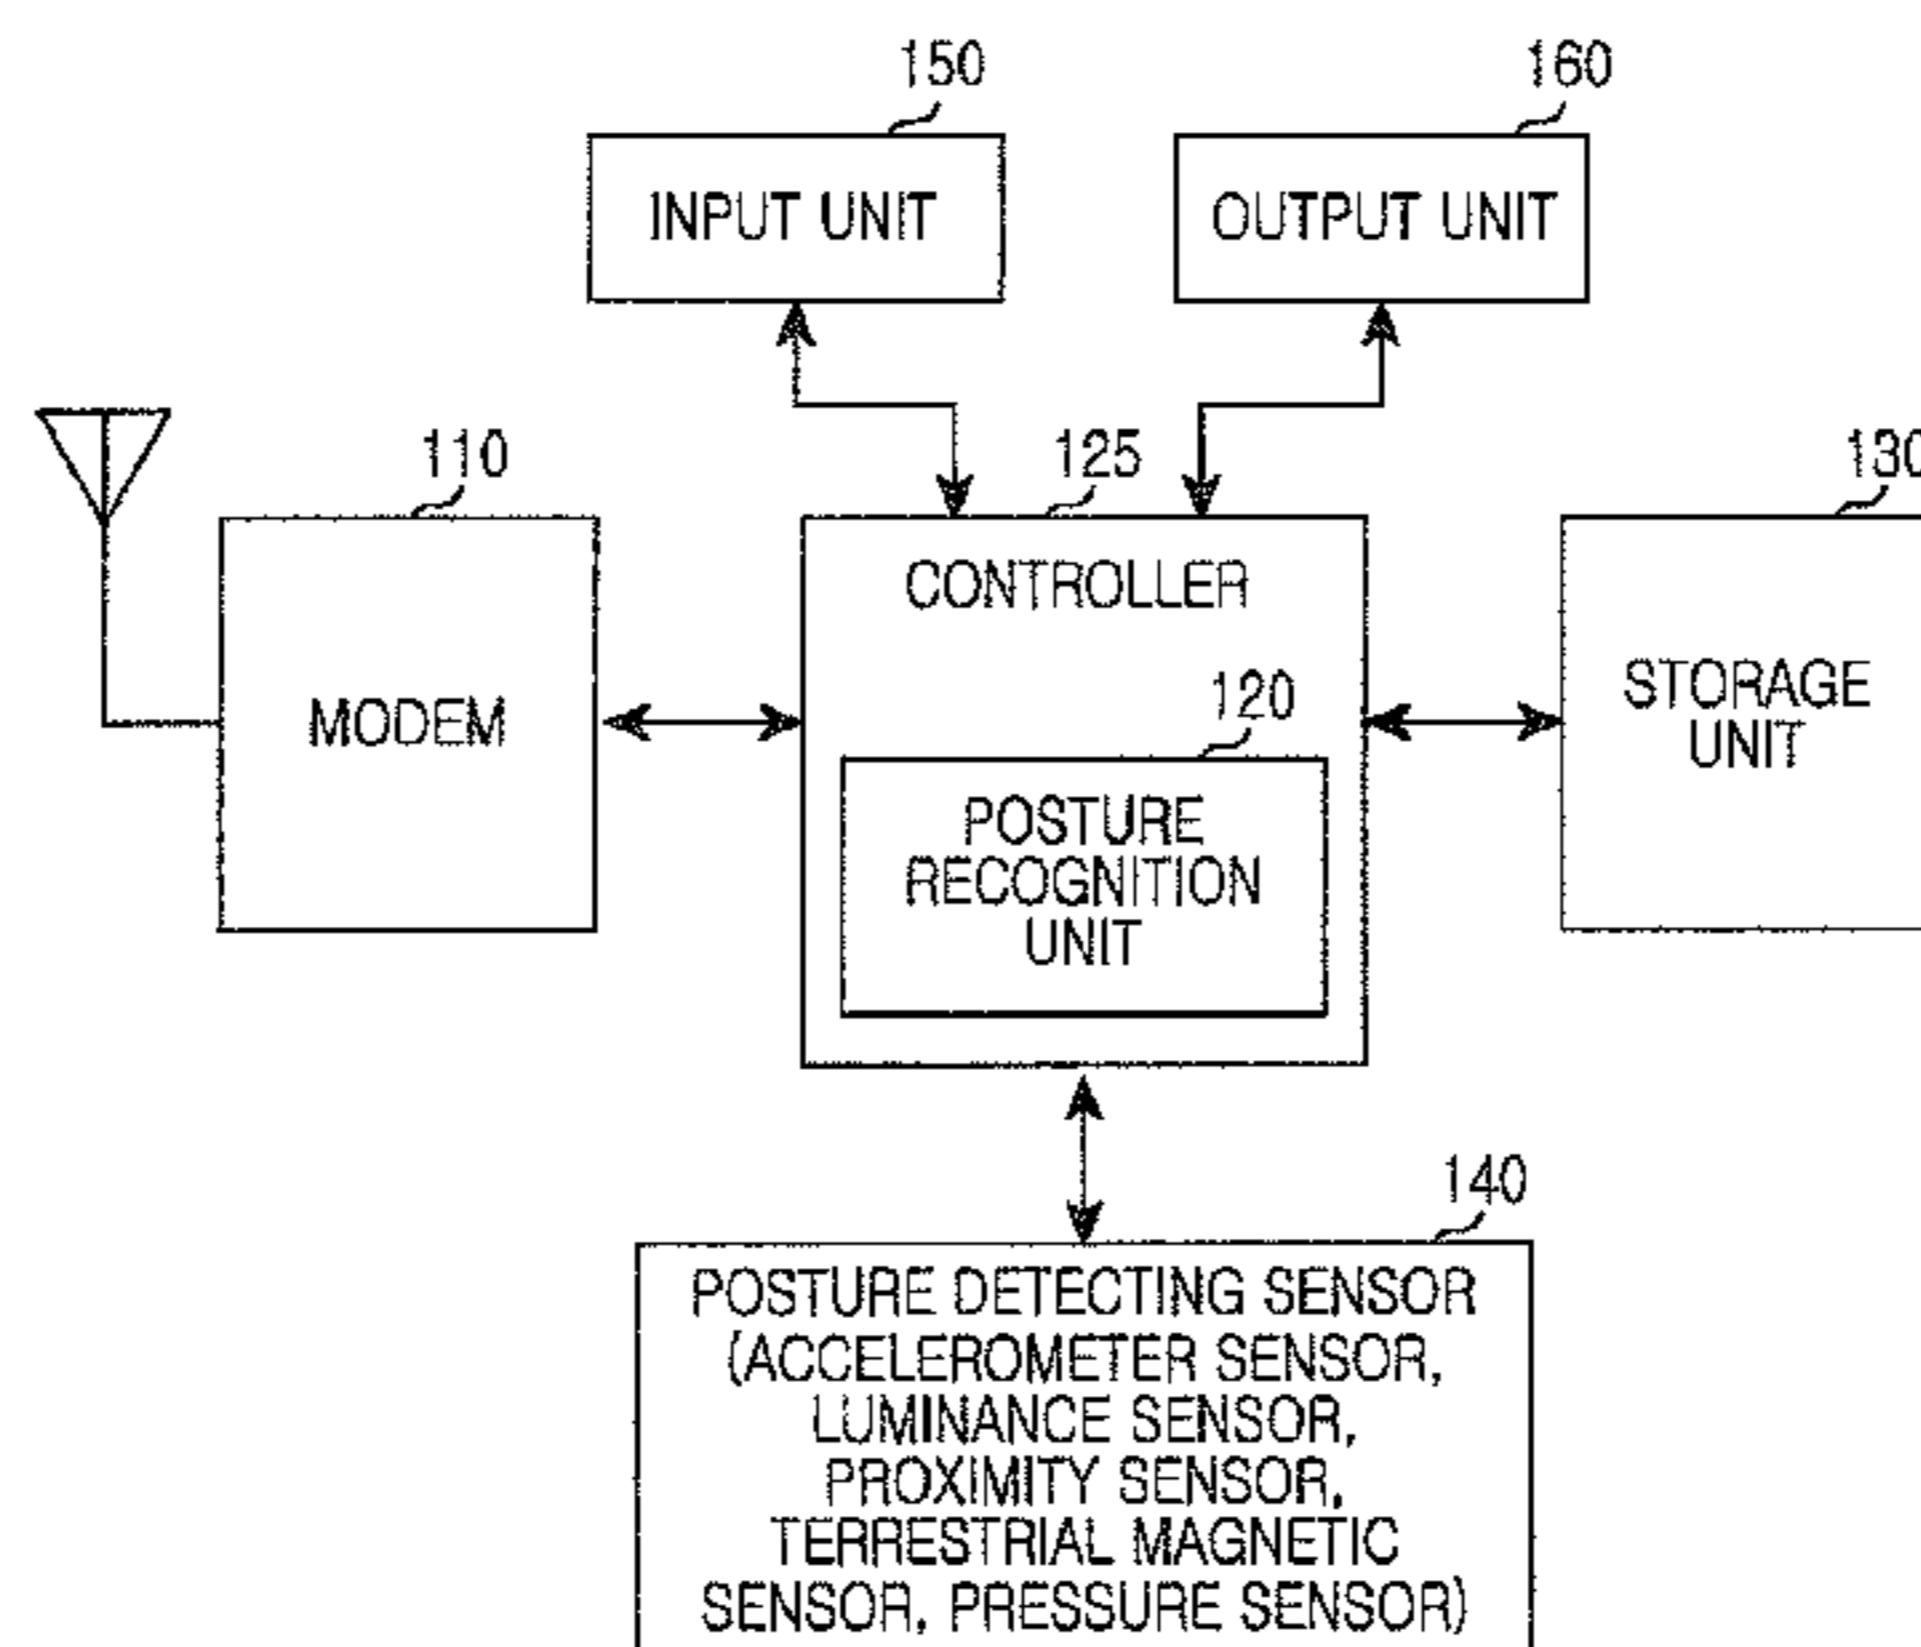 150
160
INPUT UNIT
OUTPUT UNIT
110
125
130
CONTROLLER
MODEM
120
STORAGE
UNIT
POSTURE
RECOGNITION
UNIT
140
POSTURE DETECTING SENSOR
(ACCELEROMETER SENSOR,
LUMINANCE SENSOR,
PROXIMITY SENSOR,
TERRESTRIAL MAGNETIC
SENSOR, PRESSURE SENSOR)